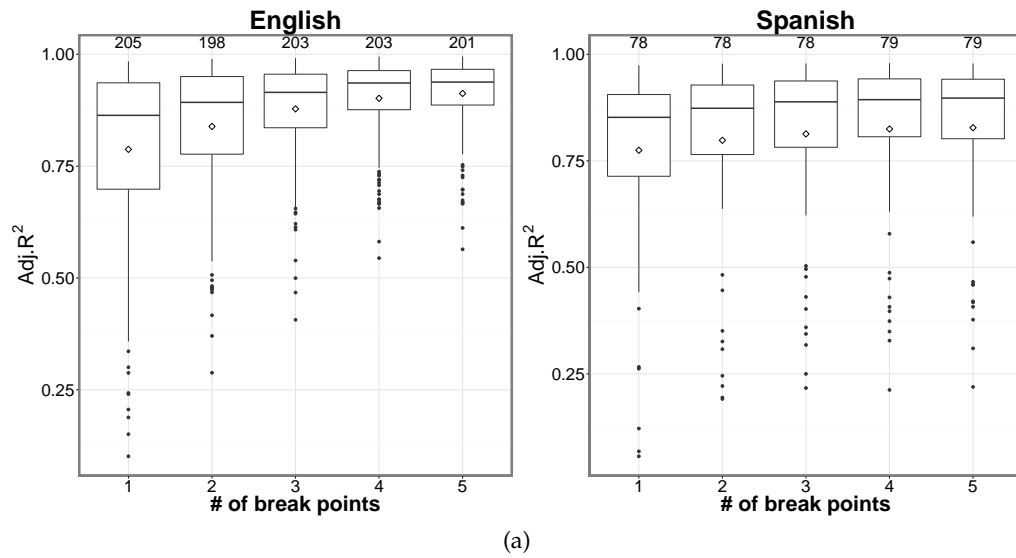 English
205 198 203 203 201
1.00
0.75
0.50
0.25
Adj.R2
1 2 3 4 5
# of break points
Spanish
78 78 78 79 79
1.00
0.75
0.50
0.25
Adj.R2
1 2 3 4 5
# of break points
(a)